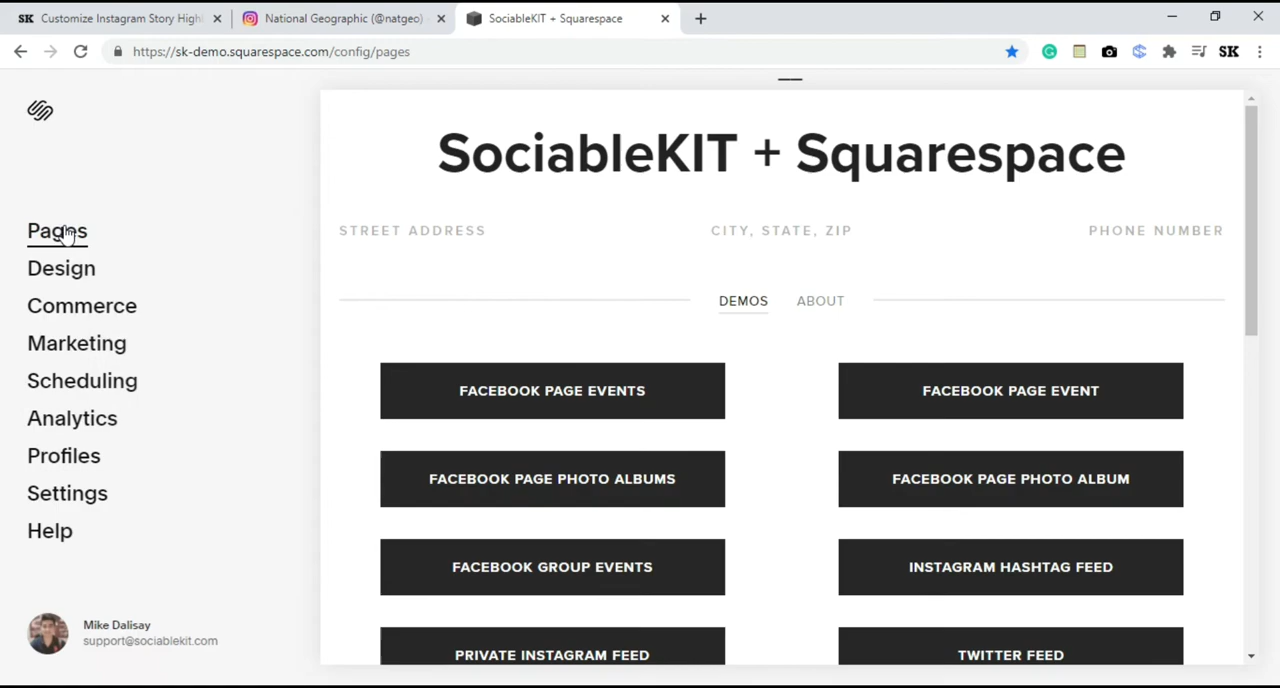 SK Customize Instagram Story High
National Geographic (@natgeo)
SociableKIT + Squarespace
https://sk-demo.squarespace.com/config/pages
SK
SociableKIT + Squarespace
STREET ADDRESS
CITY, STATE, ZIP
PHONE NUMBER
DEMOS
ABOUT
Pages
Design
Commerce
Marketing
Scheduling
Analytics
Profiles
Settings
Help
Mike Dalisay
support@sociablekit.com
FACEBOOK PAGE EVENTS
FACEBOOK PAGE EVENT
FACEBOOK PAGE PHOTO ALBUMS
FACEBOOK PAGE PHOTO ALBUM
FACEBOOK GROUP EVENTS
INSTAGRAM HASHTAG FEED
PRIVATE INSTAGRAM FEED
TWITTER FEED